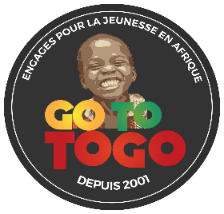 ENGAGÉS POUR LA JEUNESSE EN AFRIQUE
GO TO
TOGO
DEPUIS 2001